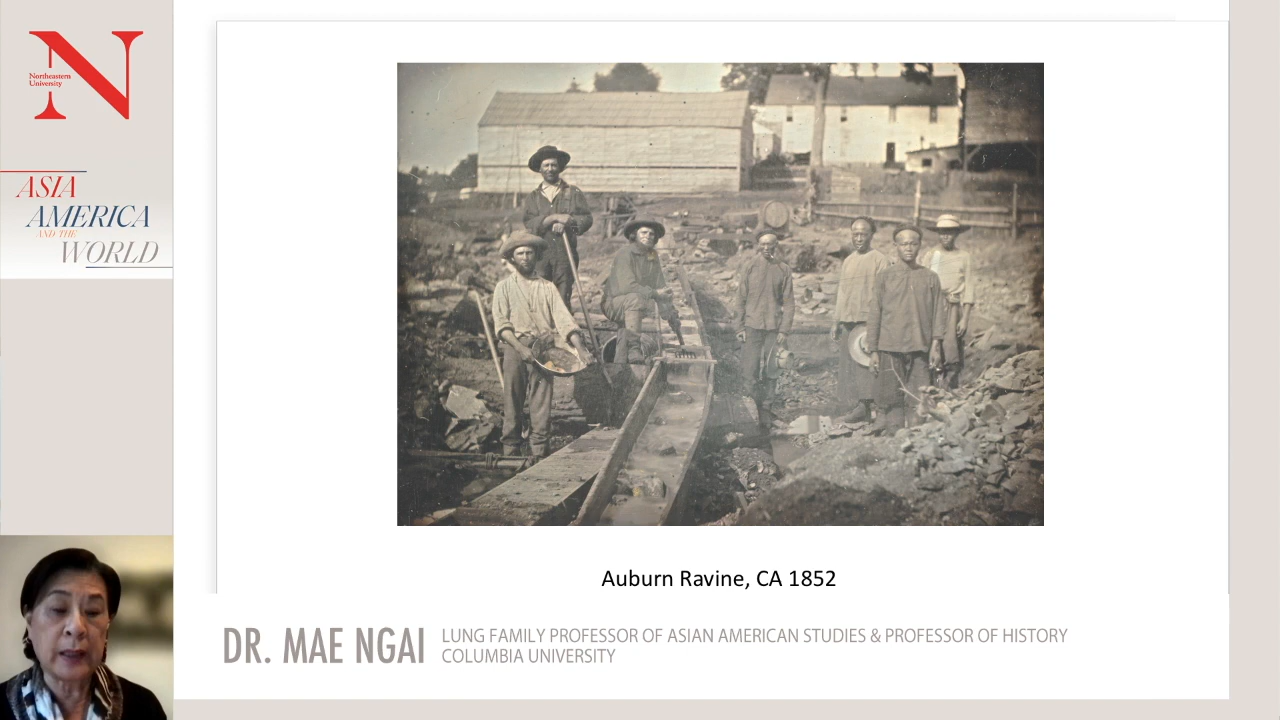 Northeastern
University
ASIA
AMERICA
AND THE
WORLD
Auburn Ravine, CA 1852
DR. MAE NGAI
LUNG FAMILY PROFESSOR OF ASIAN AMERICAN STUDIES & PROFESSOR OF HISTORY
COLUMBIA UNIVERSITY